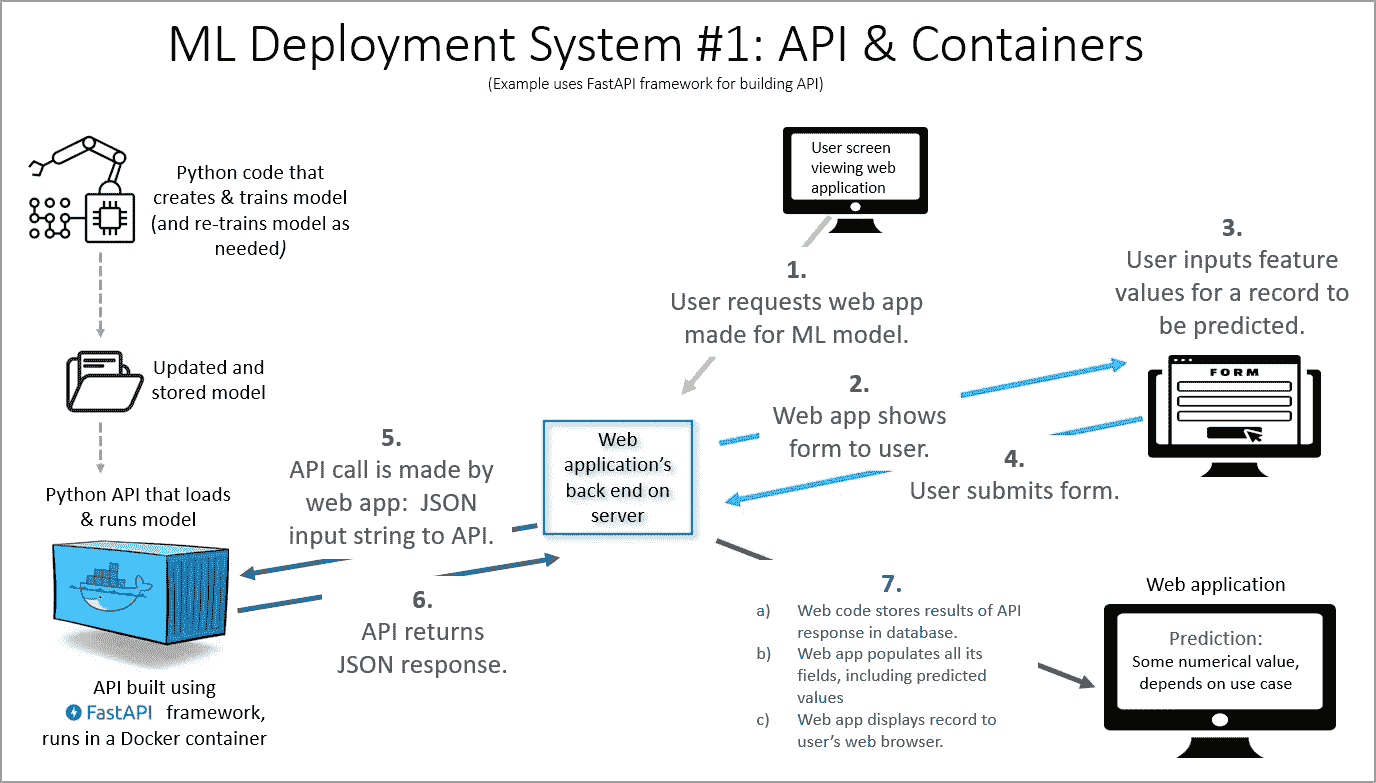 ML Deployment System #1: API & Containers
(Example uses FastAPI framework for building API)
Python code that
creates & trains model
(and re-trains model as
needed)
Updated and
stored model
Python API that loads
& runs model
API built using
FastAPI framework,
runs in a Docker container
User screen
viewing web
application
1.
User requests web app
made for ML model.
2.
Web app shows
form to user.
3.
User inputs feature
values for a record to
be predicted.
FORM
4.
User submits form.
Web
application's
back end on
server
5.
API call is made by
web app: JSON
input string to API.
6.
API returns
JSON response.
7.
a) Web code stores results of API
response in database.
b) Web app populates all its
fields, including predicted
values
c) Web app displays record to
user's web browser.
Web application
Prediction:
Some numerical value,
depends on use case